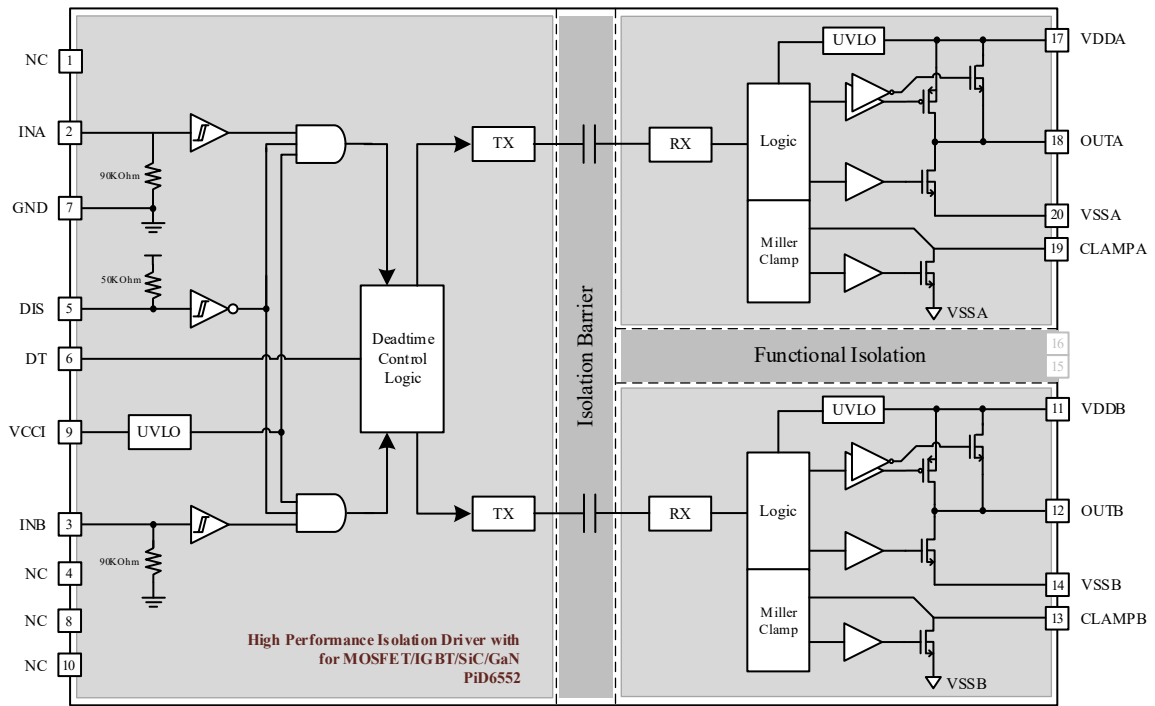 NC
1
INA
2
90KOhm
GND
7
50KOhm
DIS
5
DT
6
VCCI
9
UVLO
INB
3
90KOhm
NC
4
NC
8
NC
10
Deadtime
Control
Logic
TX
TX
High Performance Isolation Driver with
for MOSFET/IGBT/SiC/GaN
PiD6552
Isolation Barrier
RX
Logic
Miller
Clamp
UVLO
VSSA
17
VDDA
18
OUTA
20
VSSA
19
CLAMPA
Functional Isolation
16
15
RX
Logic
Miller
Clamp
UVLO
VSSB
11
VDDB
12
OUTB
14
VSSB
13
CLAMPB